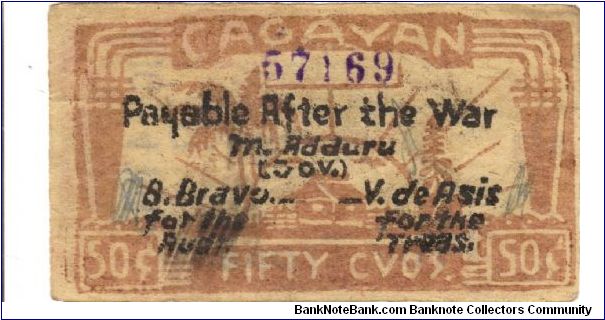 CAGAYAN
57169
Payable After the War
M. Adduru
(Gov.)
B. Bravo. V. de Asis
for the for the
Aud. Treas.
50¢ FIFTY CVOS. 50¢
BankNoteBank.com Banknote Collectors Community